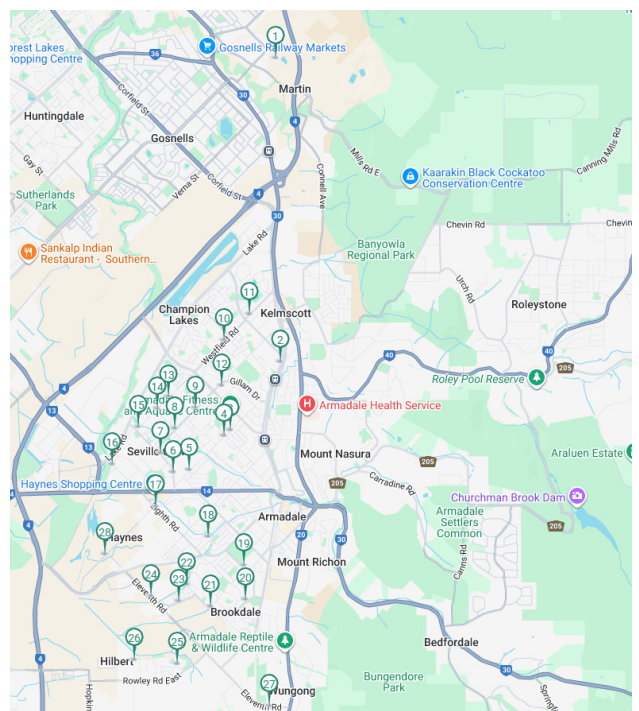 1
orest Lakes
hopping Centre
36
Gosnells Railway Markets
30
Martin
Corfield St
4
Huntingdale
Gosnells
Mills Rd E
Canning Mills Rd
Gay St
Verna St
Corfield St
Connell Ave
Kaarakin Black Cockatoo
Conservation Centre
Sutherlands
Park
4
30
Chevin Rd
Chevin
Lake Rd
Sankalp Indian
Restaurant - Southern...
Banyowla
Regional Park
Urch Rd
11
Champion
Lakes
10
Kelmscott
Roleystone
Westfield Rd
2
40
40
205
12
13
14
9
Gillam Dr
Roley Pool Reserve
4
15
8
4
Armadale Health Service
13
7
16
Lake Rd
13
6
5
Mount Nasura
Araluen Estate
205
Haynes Shopping Centre
17
14
205
Carradine Rd
Churchman Brook Dam
Eighth Rd
18
Armadale
Armadale
Settlers
Common
205
28
20
30
19
Canns Rd
22
Mount Richon
24
23
21
20
Eleventh Rd
Brookdale
26
25
Armadale Reptile
& Wildlife Centre
Bedfordale
Hilbert
4
30
Rowley Rd East
Bungendore
Park
27
Wungong
Eleventh Rd